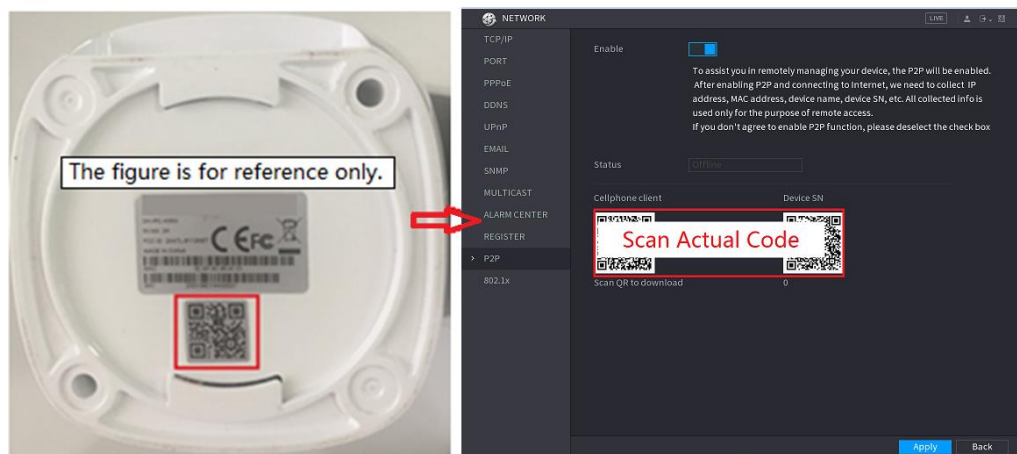 The figure is for reference only.
CE FC
NETWORK
LIVE
TCP/IP
PORT
PPPoE
DDNS
UPnP
EMAIL
SNMP
MULTICAST
ALARM CENTER
REGISTER
> P2P
802.1x
Enable
To assist you in remotely managing your device, the P2P will be enabled.
After enabling P2P and connecting to Internet, we need to collect IP
address, MAC address, device name, device SN, etc. All collected info is
used only for the purpose of remote access.
If you don't agree to enable P2P function, please deselect the check box
Status
Offline
Cellphone client
Device SN
Scan Actual Code
Scan QR to download
0
Apply
Back